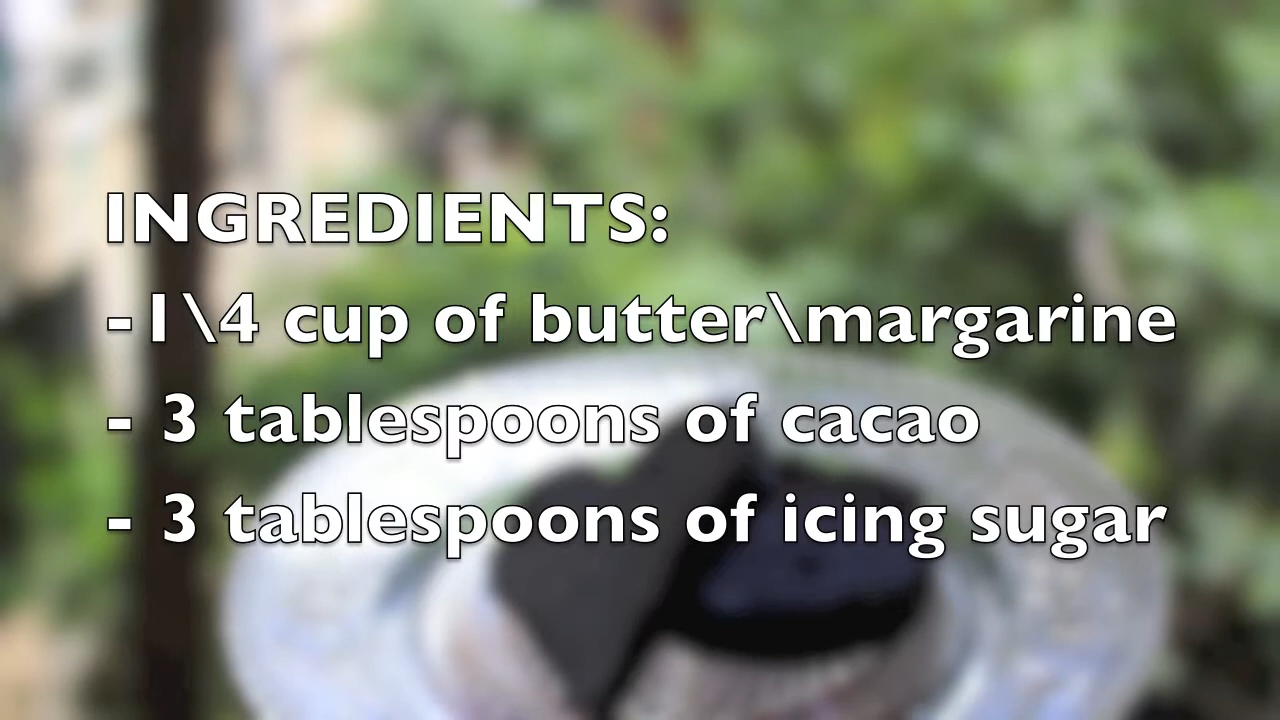 INGREDIENTS:
-1\4 cup of butter\margarine
- 3 tablespoons of cacao
- 3 tablespoons of icing sugar